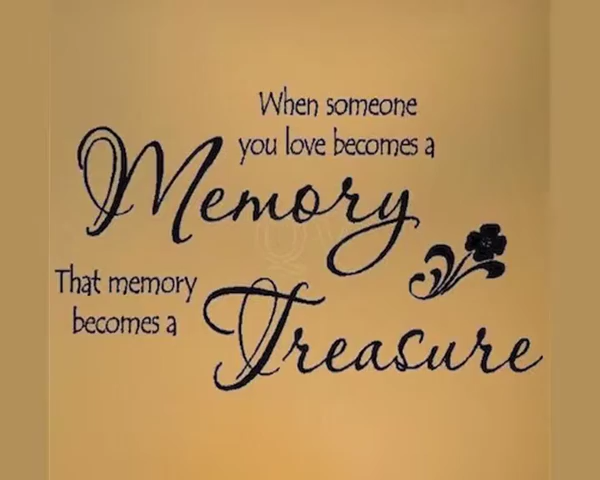 When someone
you love becomes a
Memory
That memory
becomes a
Treasure